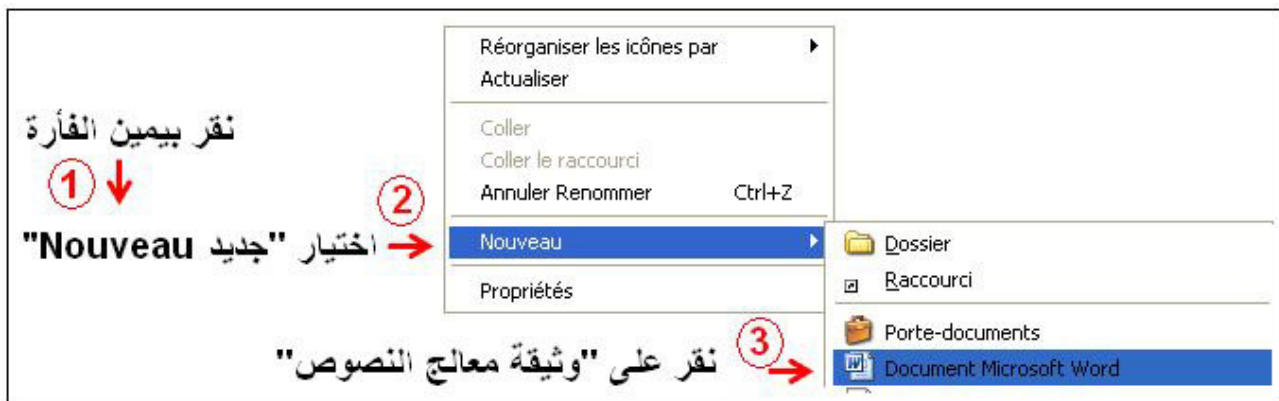 Réorganiser les icônes par
Actualiser
Coller
Coller le raccourci
Annuler Renommer Ctrl+Z
Nouveau
Propriétés
Dossier
Raccourci
Porte-documents
Document Microsoft Word
نقر بيمين الفأرة
1
2
اختيار "جديد Nouveau"
3
نقر على "وثيقة معالج النصوص"